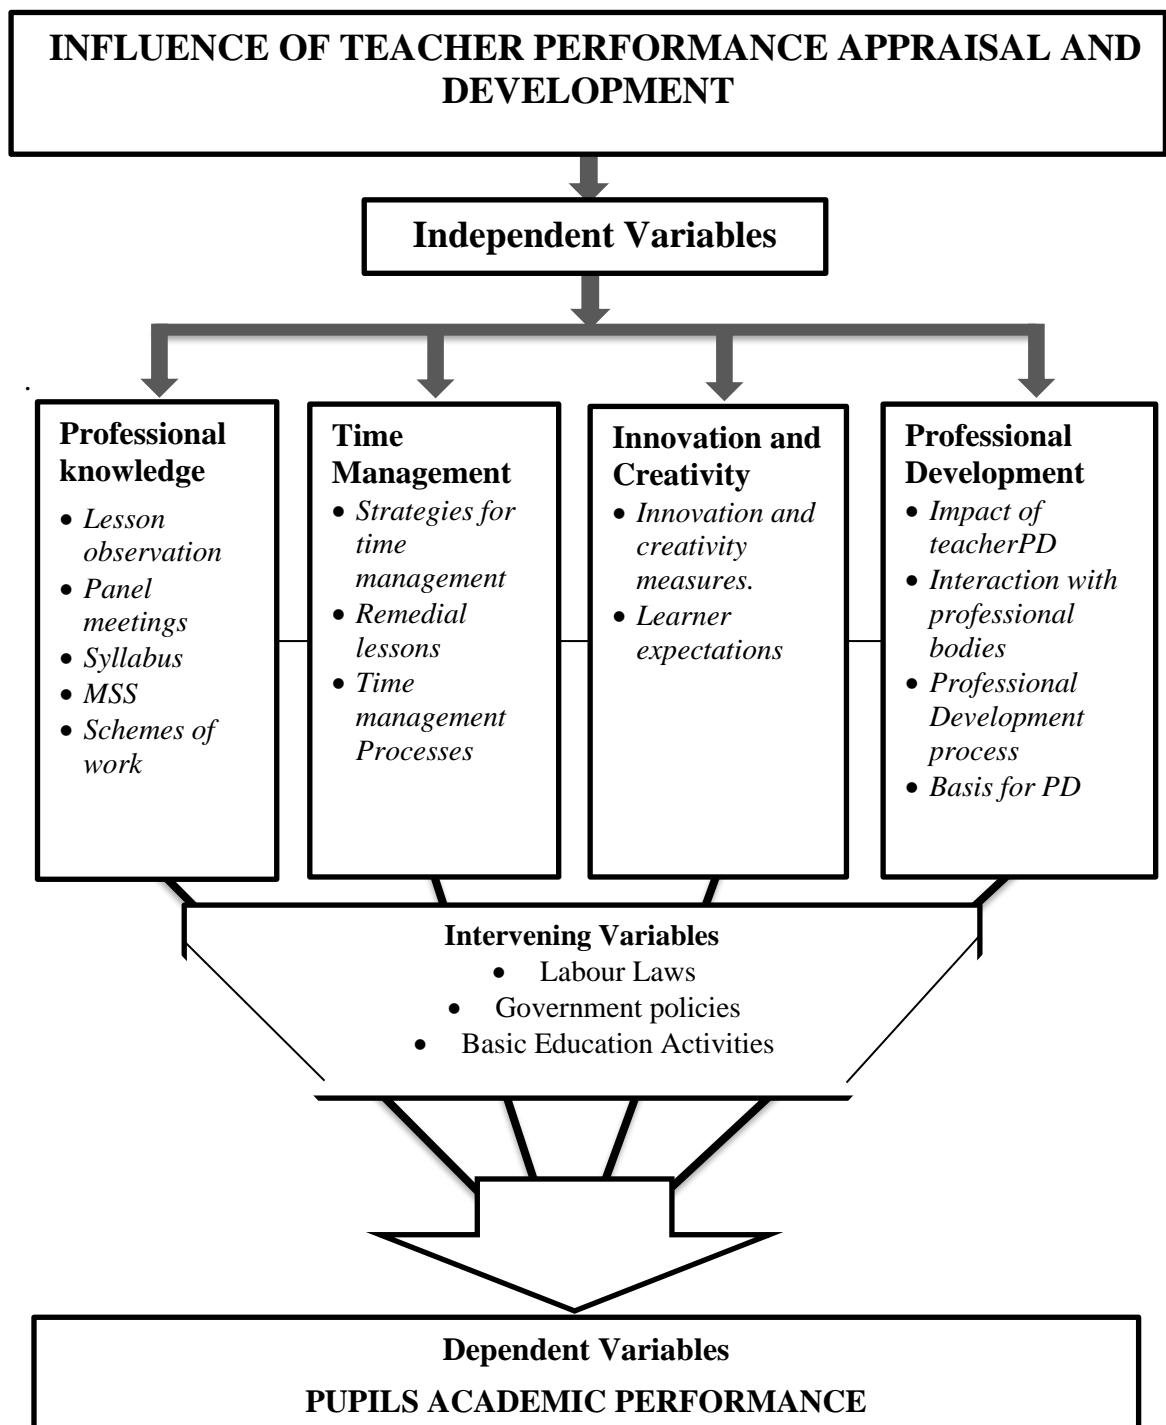 INFLUENCE OF TEACHER PERFORMANCE APPRAISAL AND
DEVELOPMENT
Independent Variables
.
Professional
knowledge
• Lesson
observation
• Panel
meetings
• Syllabus
• MSS
• Schemes of
work
Time
Management
• Strategies for
time
management
• Remedial
lessons
• Time
management
Processes
Innovation and
Creativity
• Innovation and
creativity
measures.
• Learner
expectations
Professional
Development
• Impact of
teacherPD
• Interaction with
professional
bodies
• Professional
Development
process
• Basis for PD
Intervening Variables
• Labour Laws
• Government policies
• Basic Education Activities
Dependent Variables
PUPILS ACADEMIC PERFORMANCE